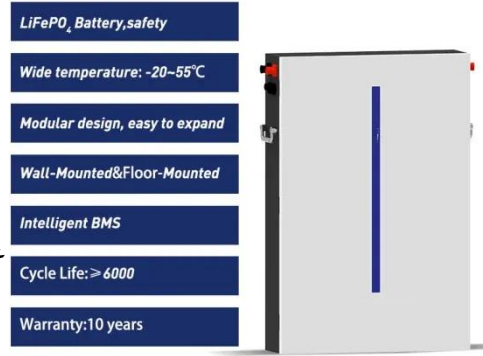 LiFePO₄ Battery,safety
Wide temperature: -20~55℃
Modular design, easy to expand
Wall-Mounted&Floor-Mounted
Intelligent BMS
Cycle Life:≥6000
Warranty:10 years